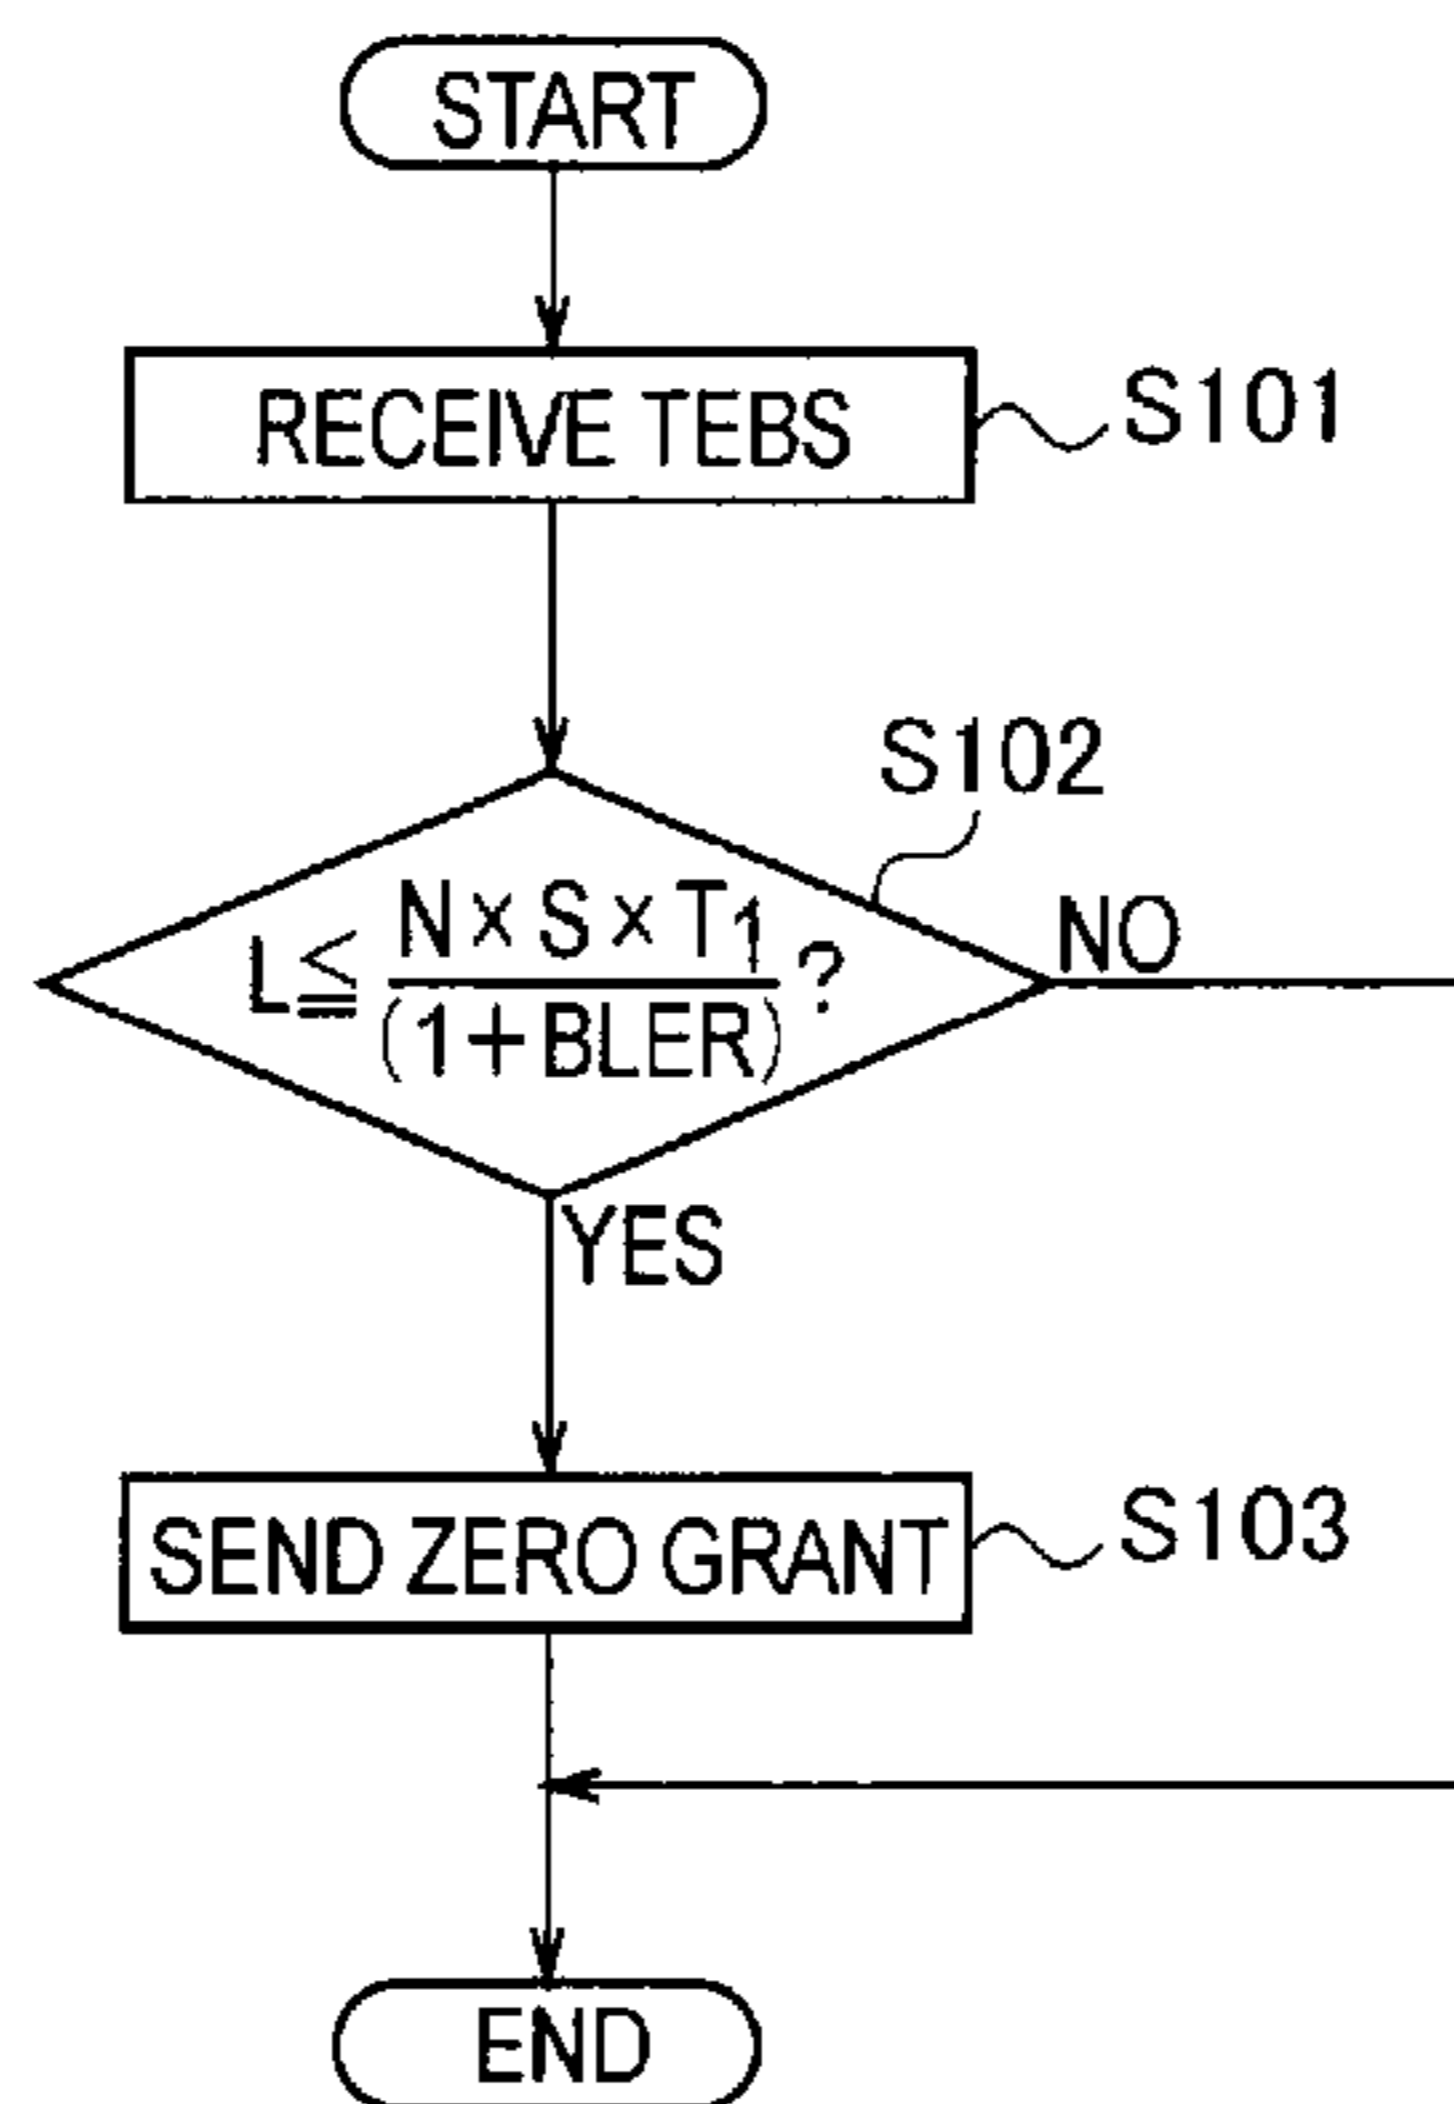 START
RECEIVE TEBS
S101
S102
L≦ N×S×T1 / (1+BLER) ?
NO
YES
SEND ZERO GRANT
S103
END